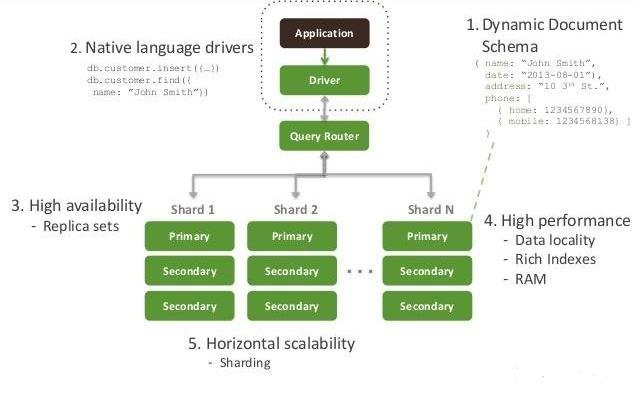 1. Dynamic Document
Schema
{ name: “John Smith”,
date: “2013-08-01”),
address: “10 3rd St.”,
phone: [
{ home: 1234567890),
{ mobile: 1234568138) ]
}
2. Native language drivers
db.customer.insert({…})
db.customer.find({
name: ”John Smith”})
Application
Driver
Query Router
3. High availability
- Replica sets
Shard 1
Primary
Secondary
Secondary
Shard 2
Primary
Secondary
Secondary
...
Shard N
Primary
Secondary
Secondary
4. High performance
- Data locality
- Rich Indexes
- RAM
5. Horizontal scalability
- Sharding